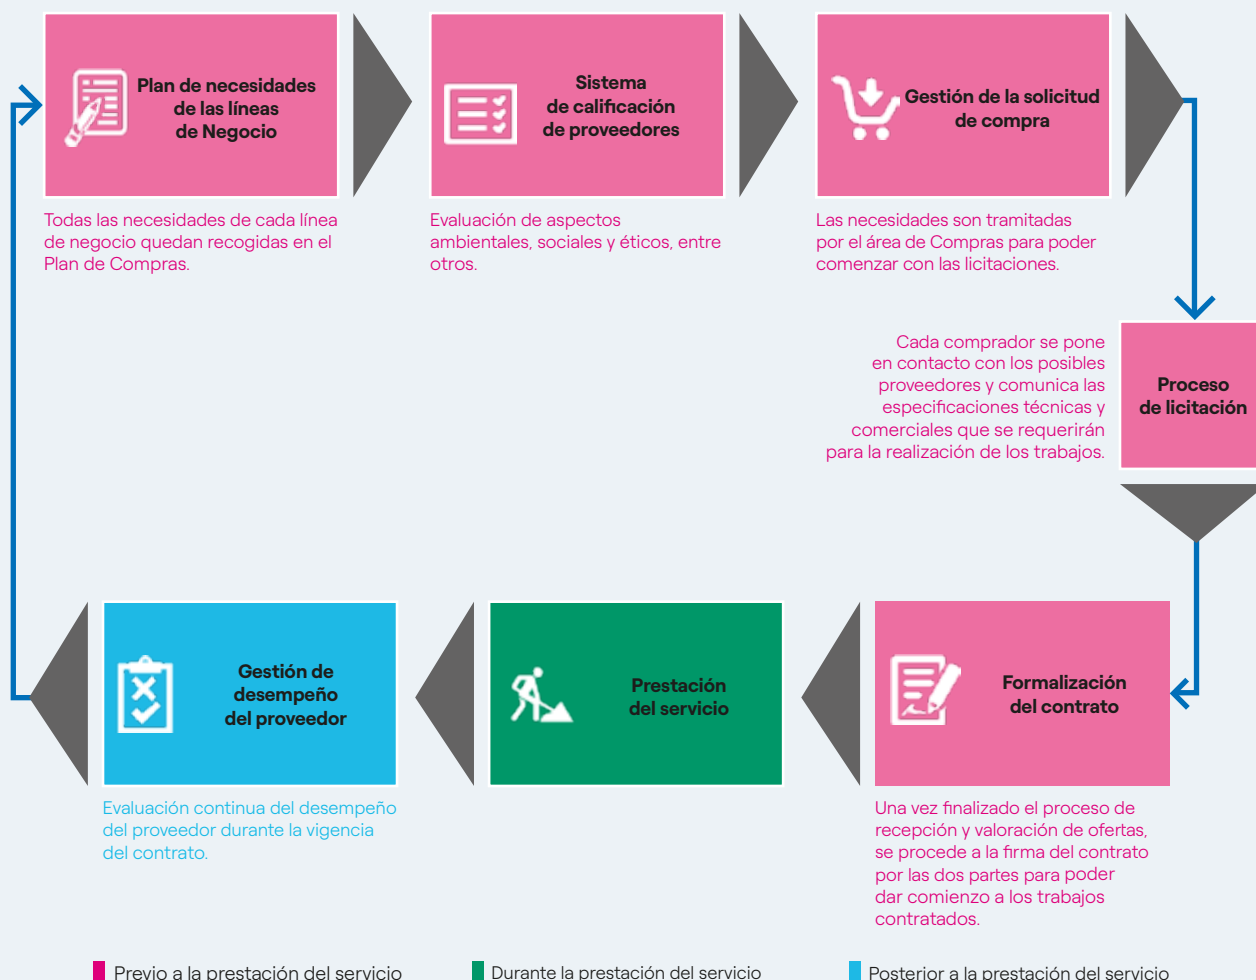 Plan de necesidades
de las líneas
de Negocio
Todas las necesidades de cada línea
de negocio quedan recogidas en el
Plan de Compras.
Sistema
de calificación
de proveedores
Evaluación de aspectos
ambientales, sociales y éticos, entre
otros.
Gestión de la solicitud
de compra
Las necesidades son tramitadas
por el área de Compras para poder
comenzar con las licitaciones.
Proceso
de licitación
Cada comprador se pone
en contacto con los posibles
proveedores y comunica las
especificaciones técnicas y
comerciales que se requerirán
para la realización de los trabajos.
Formalización
del contrato
Una vez finalizado el proceso de
recepción y valoración de ofertas,
se procede a la firma del contrato
por las dos partes para poder
dar comienzo a los trabajos
contratados.
Prestación
del servicio
Gestión de
desempeño
del proveedor
Evaluación continua del desempeño
del proveedor durante la vigencia
del contrato.
Previo a la prestación del servicio
Durante la prestación del servicio
Posterior a la prestación del servicio